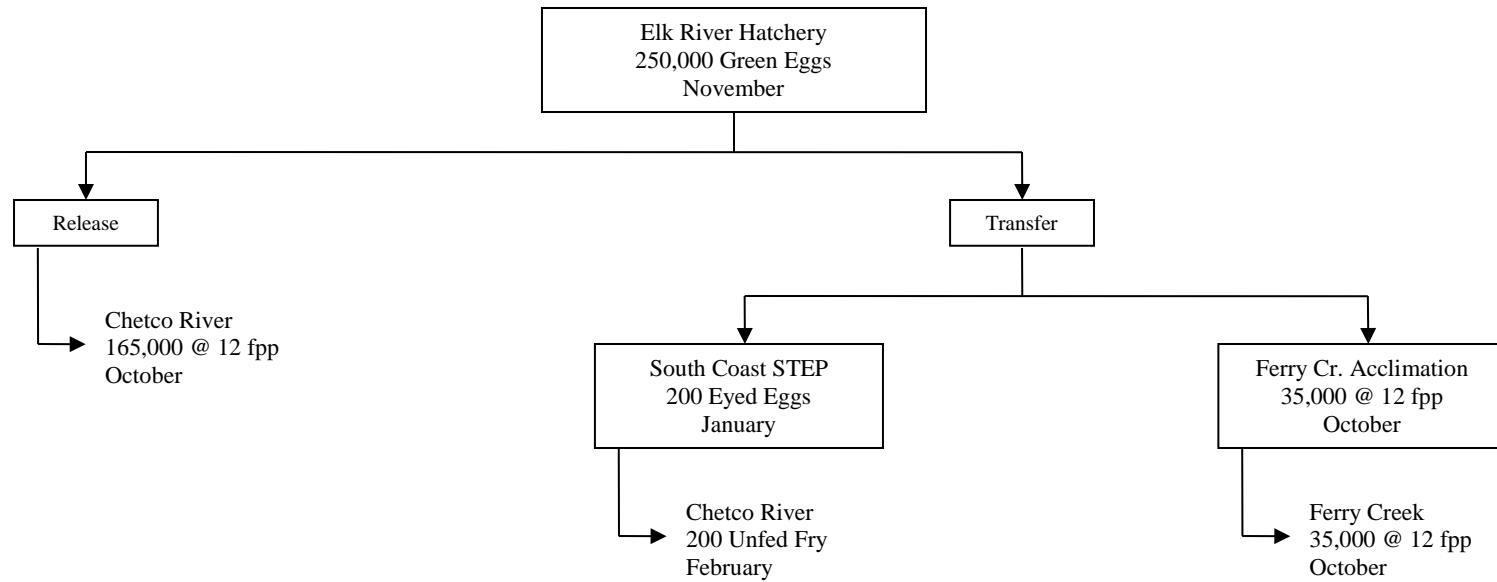 Elk River Hatchery
250,000 Green Eggs
November
Release
Transfer
Chetco River
165,000 @ 12 fpp
October
South Coast STEP
200 Eyed Eggs
January
Ferry Cr. Acclimation
35,000 @ 12 fpp
October
Chetco River
200 Unfed Fry
February
Ferry Creek
35,000 @ 12 fpp
October